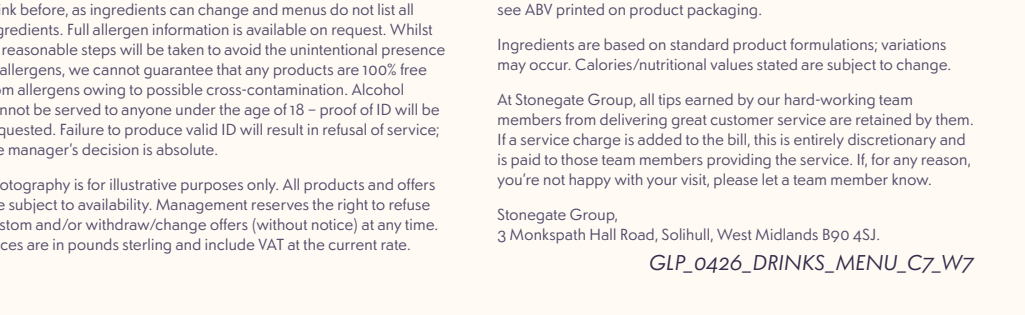 ink before, as ingredients can change and menus do not list all
gredients. Full allergen information is available on request. Whilst
reasonable steps will be taken to avoid the unintentional presence
allergens, we cannot guarantee that any products are 100% free
om allergens owing to possible cross-contamination. Alcohol
nnot be served to anyone under the age of 18 – proof of ID will be
quested. Failure to produce valid ID will result in refusal of service;
e manager's decision is absolute.
otography is for illustrative purposes only. All products and offers
e subject to availability. Management reserves the right to refuse
stom and/or withdraw/change offers (without notice) at any time.
ces are in pounds sterling and include VAT at the current rate.
see ABV printed on product packaging.
Ingredients are based on standard product formulations; variations
may occur. Calories/nutritional values stated are subject to change.
At Stonegate Group, all tips earned by our hard-working team
members from delivering great customer service are retained by them.
If a service charge is added to the bill, this is entirely discretionary and
is paid to those team members providing the service. If, for any reason,
you're not happy with your visit, please let a team member know.
Stonegate Group,
3 Monkspath Hall Road, Solihull, West Midlands B90 4SJ.
GLP_0426_DRINKS_MENU_C7_W7